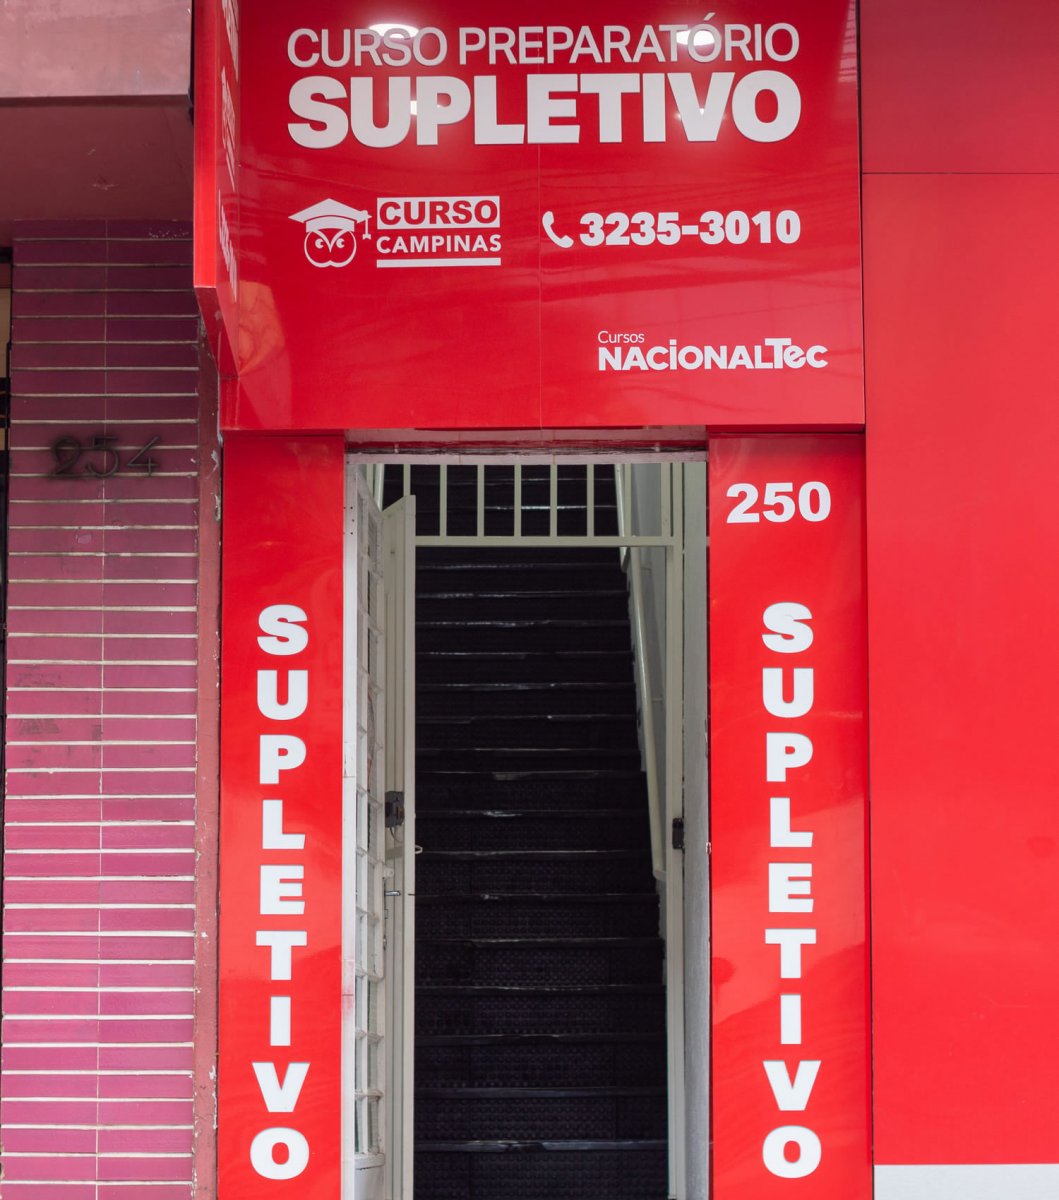 CURSO PREPARATÓRIO
SUPLETIVO
CURSO
CAMPINAS
3235-3010
Cursos
NACiONALTec
254
250
SUPLETIVO
SUPLETIVO